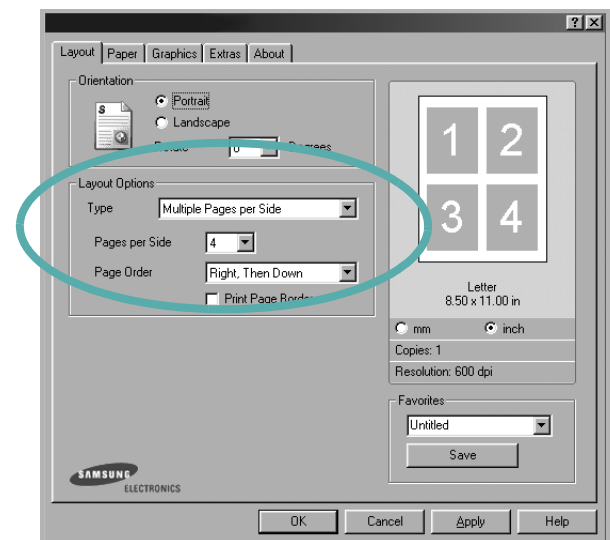 Layout Paper Graphics Extras About
Orientation
S
Portrait
Landscape
Rotate 0 Degrees
Layout Options
Type Multiple Pages per Side
Pages per Side 4
Page Order Right, Then Down
Print Page Border
1 2
3 4
Letter
8.50 x 11.00 in
mm inch
Copies: 1
Resolution: 600 dpi
Favorites
Untitled
Save
SAMSUNG
ELECTRONICS
OK Cancel Apply Help